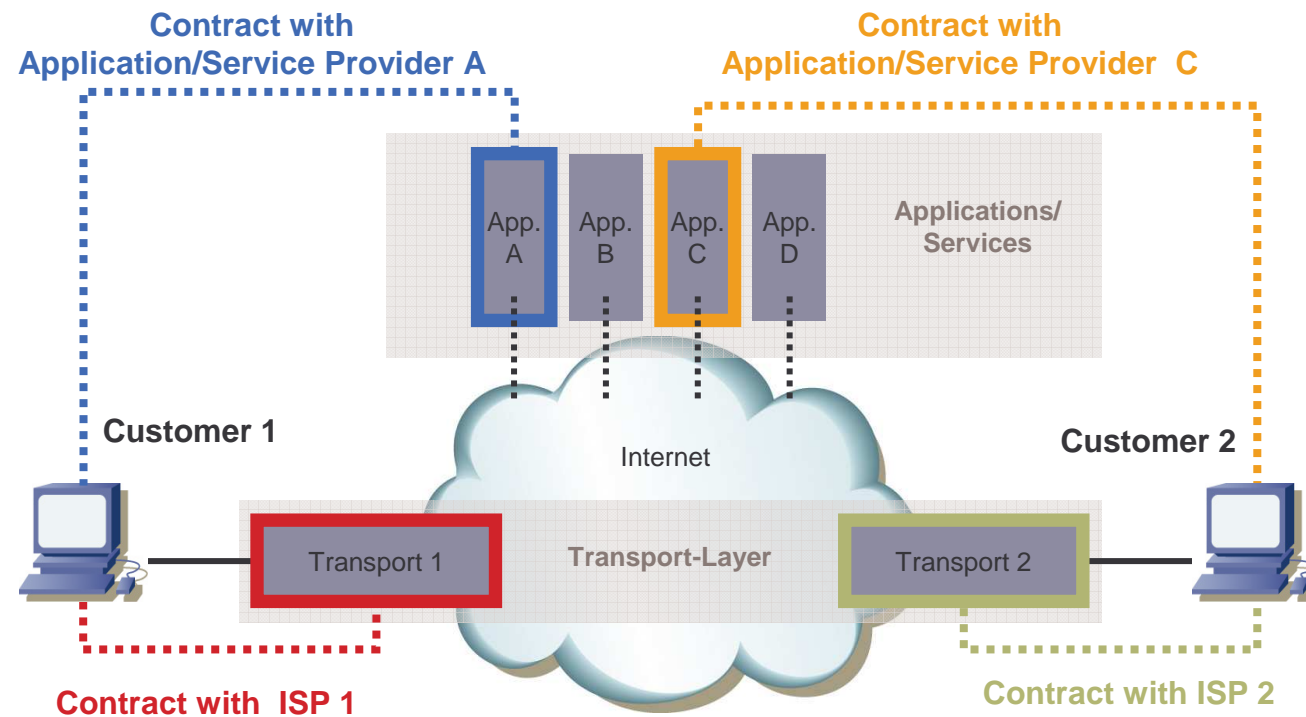 Contract with
Application/Service Provider A
Contract with
Application/Service Provider C
App.
A
App.
B
App.
C
App.
D
Applications/
Services
Customer 1
Internet
Customer 2
Transport 1
Transport-Layer
Transport 2
Contract with ISP 1
Contract with ISP 2